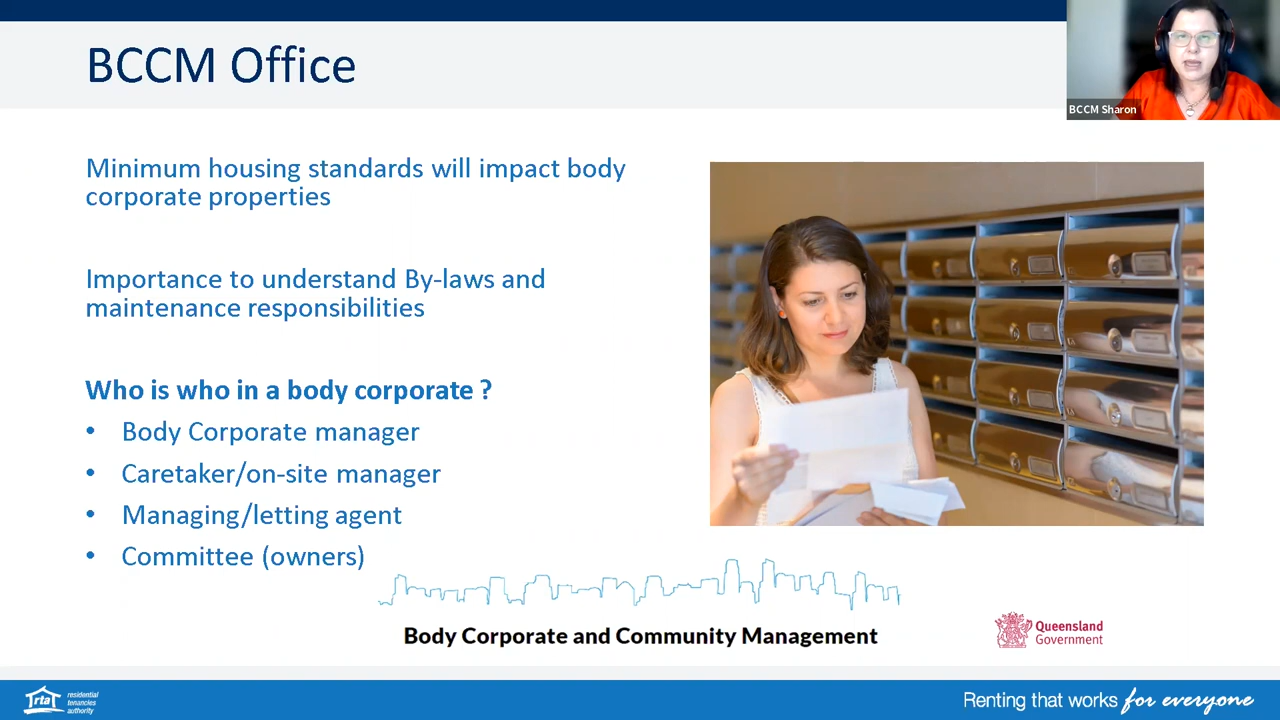 BCCM Office
BCCM Sharon
Minimum housing standards will impact body
corporate properties
Importance to understand By-laws and
maintenance responsibilities
Who is who in a body corporate ?
• Body Corporate manager
• Caretaker/on-site manager
• Managing/letting agent
• Committee (owners)
Body Corporate and Community Management
Queensland
Government
rta
residential
tenancies
authority
Renting that works for everyone